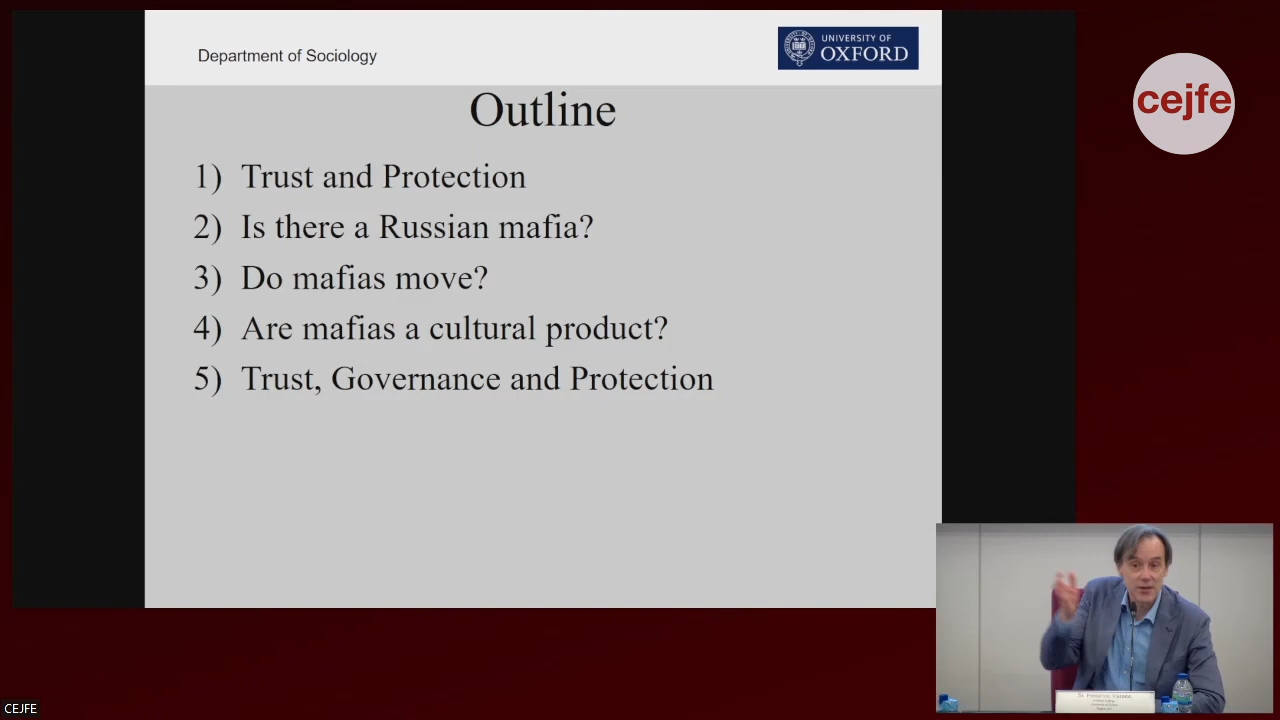 Department of Sociology
UNIVERSITY OF
OXFORD
cejfe
Outline
1) Trust and Protection
2) Is there a Russian mafia?
3) Do mafias move?
4) Are mafias a cultural product?
5) Trust, Governance and Protection
CEJFE